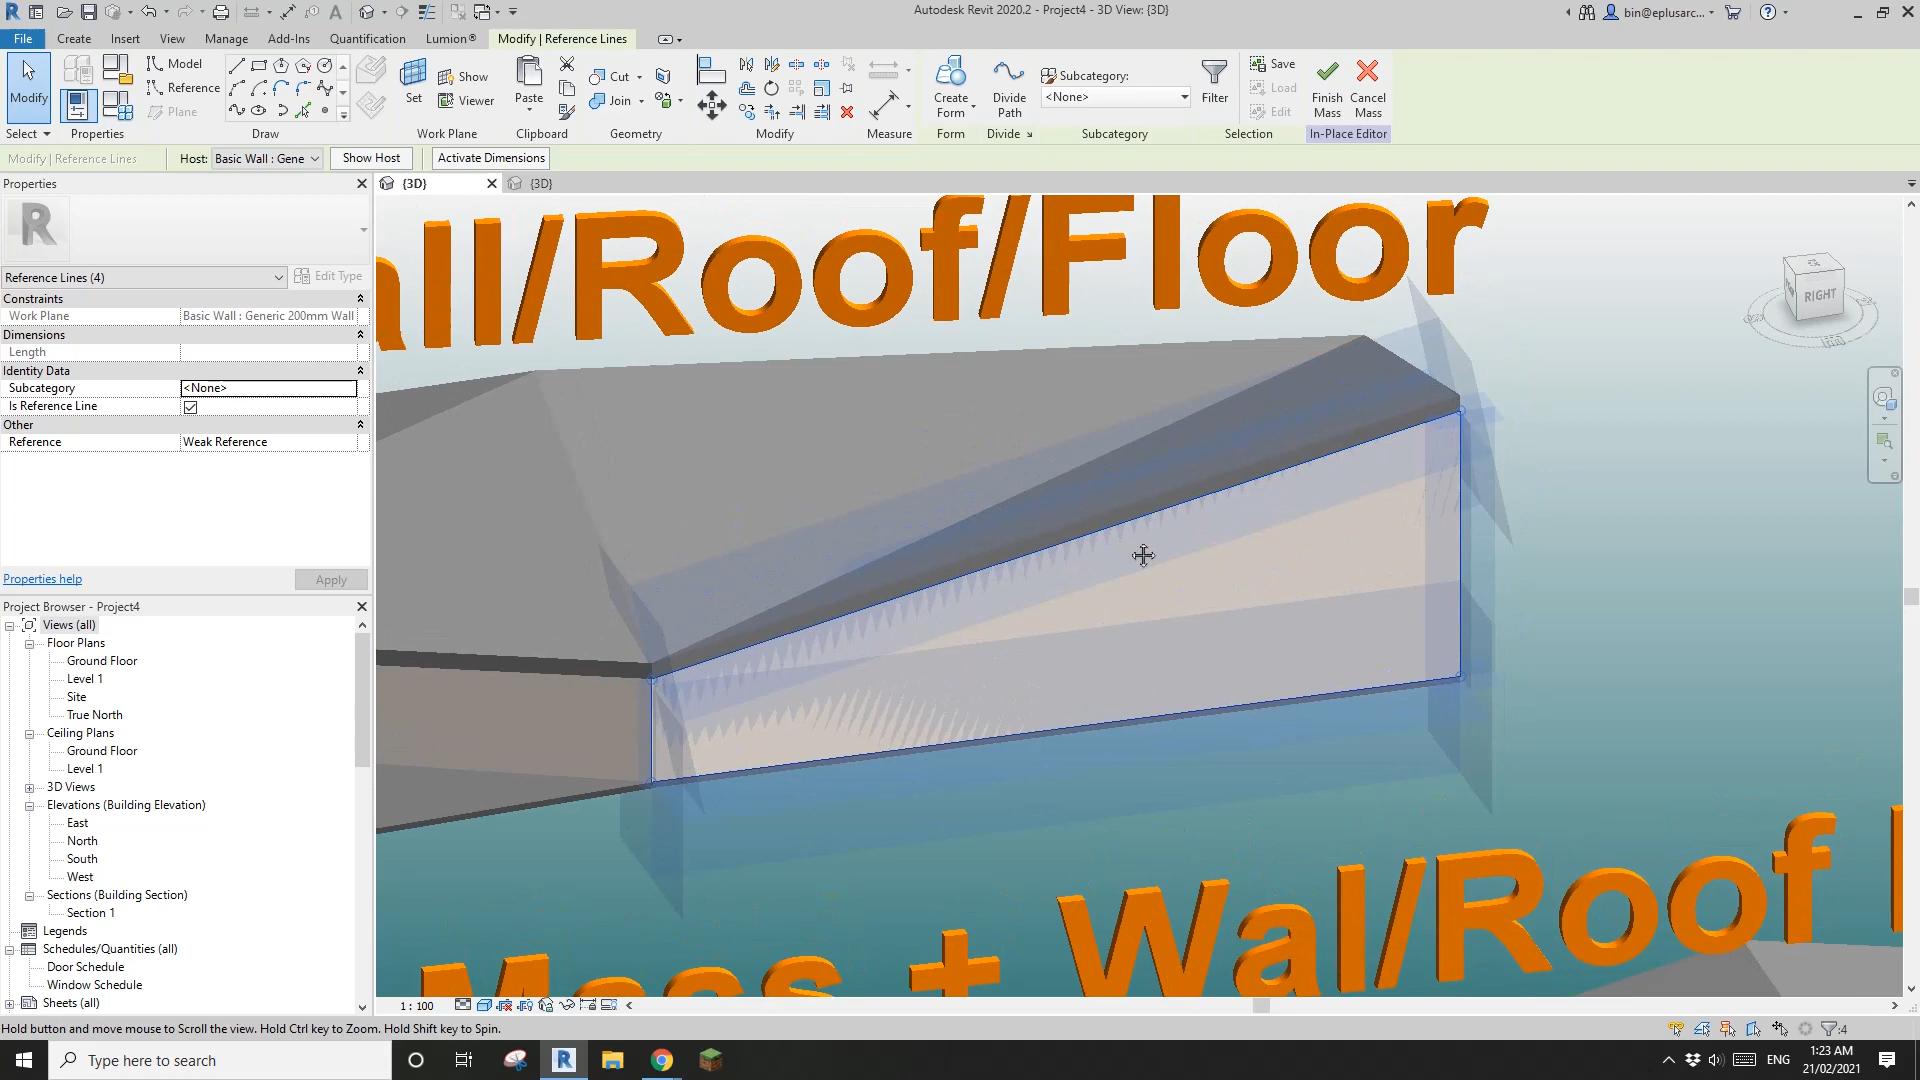 Autodesk Revit 2020.2 - Project4 - 3D View: {3D}
bin@eplusarc...
File Create Insert View Manage Add-Ins Quantification Lumion® Modify | Reference Lines
Modify
Select
Properties
Model
Reference
Plane
Draw
Set
Show
Viewer
Work Plane
Paste
Clipboard
Cut
Join
Geometry
Modify
Measure
Create Form
Form
Divide Path
Divide
Subcategory:
<None>
Subcategory
Filter
Save
Load
Edit
Selection
Finish Mass
Cancel Mass
In-Place Editor
Modify | Reference Lines
Host: Basic Wall : Gene
Show Host
Activate Dimensions
Properties
{3D}
{3D}
Reference Lines (4)
Edit Type
Constraints
Work Plane Basic Wall : Generic 200mm Wall
Dimensions
Length
Identity Data
Subcategory <None>
Is Reference Line
Other
Reference Weak Reference
Properties help
Apply
Project Browser - Project4
Views (all)
Floor Plans
Ground Floor
Level 1
Site
True North
Ceiling Plans
Ground Floor
Level 1
3D Views
Elevations (Building Elevation)
East
North
South
West
Sections (Building Section)
Section 1
Legends
Schedules/Quantities (all)
Door Schedule
Window Schedule
Sheets (all)
all/Roof/Floor
RIGHT
Mass + Wal/Roof
1 : 100
Hold button and move mouse to Scroll the view. Hold Ctrl key to Zoom. Hold Shift key to Spin.
:4
Type here to search
ENG
1:23 AM
21/02/2021